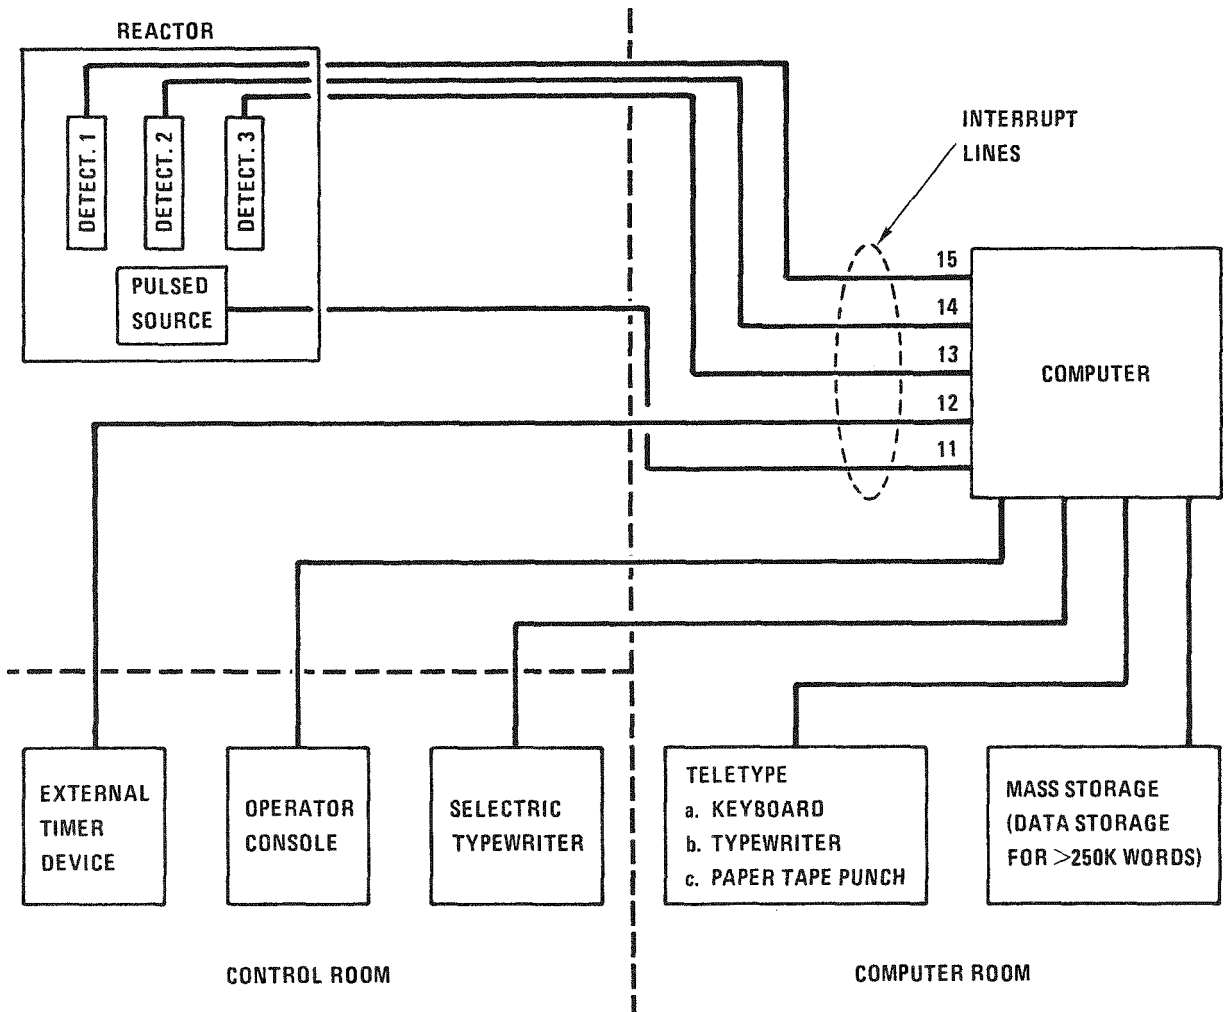 REACTOR
DETECT. 1
DETECT. 2
DETECT. 3
PULSED
SOURCE
INTERRUPT
LINES
15
14
13
12
11
COMPUTER
EXTERNAL
TIMER
DEVICE
OPERATOR
CONSOLE
SELECTRIC
TYPEWRITER
TELETYPE
a. KEYBOARD
b. TYPEWRITER
c. PAPER TAPE PUNCH
MASS STORAGE
(DATA STORAGE
FOR >250K WORDS)
CONTROL ROOM
COMPUTER ROOM